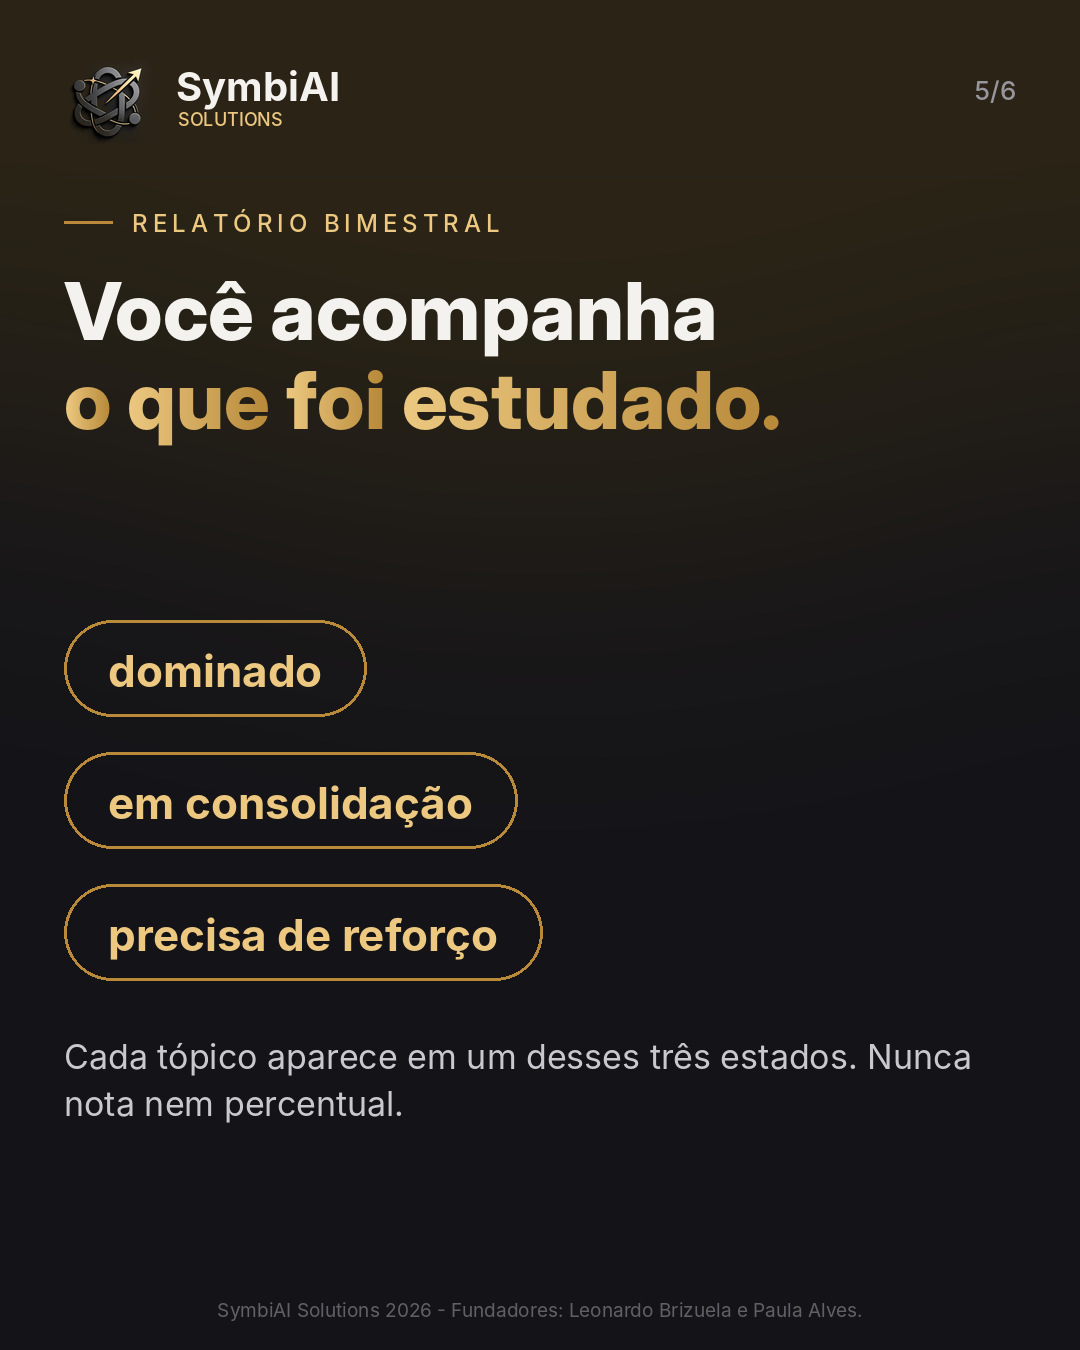 SymbiAI
SOLUTIONS
5/6
RELATÓRIO BIMESTRAL
Você acompanha
o que foi estudado.
dominado
em consolidação
precisa de reforço
Cada tópico aparece em um desses três estados. Nunca
nota nem percentual.
SymbiAI Solutions 2026 - Fundadores: Leonardo Brizuela e Paula Alves.